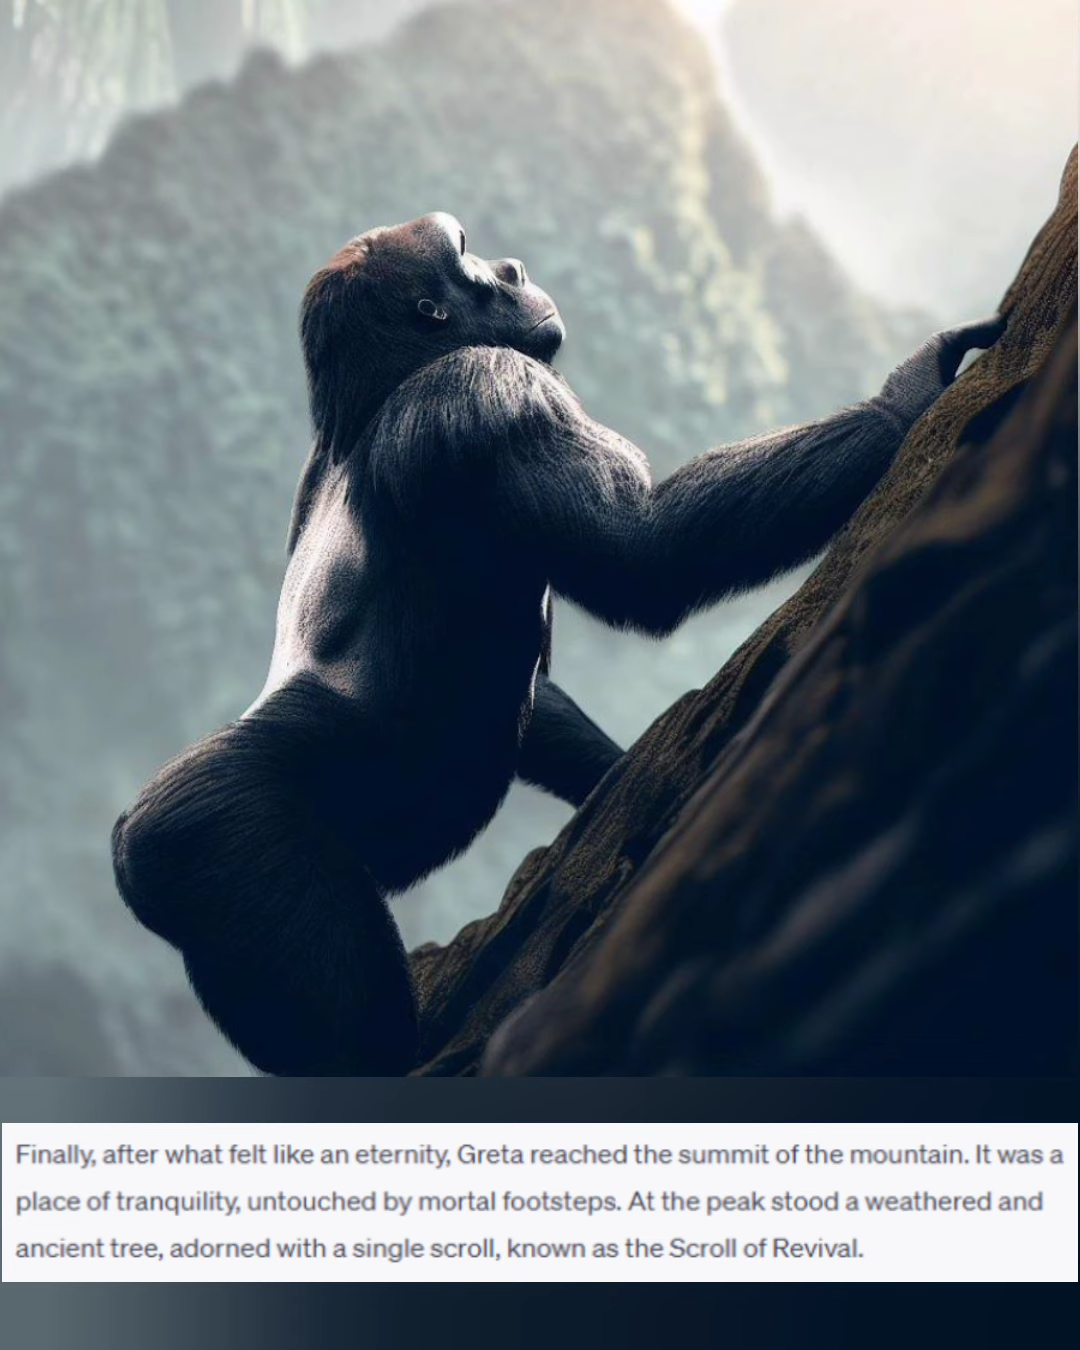 Finally, after what felt like an eternity, Greta reached the summit of the mountain. It was a
place of tranquility, untouched by mortal footsteps. At the peak stood a weathered and
ancient tree, adorned with a single scroll, known as the Scroll of Revival.